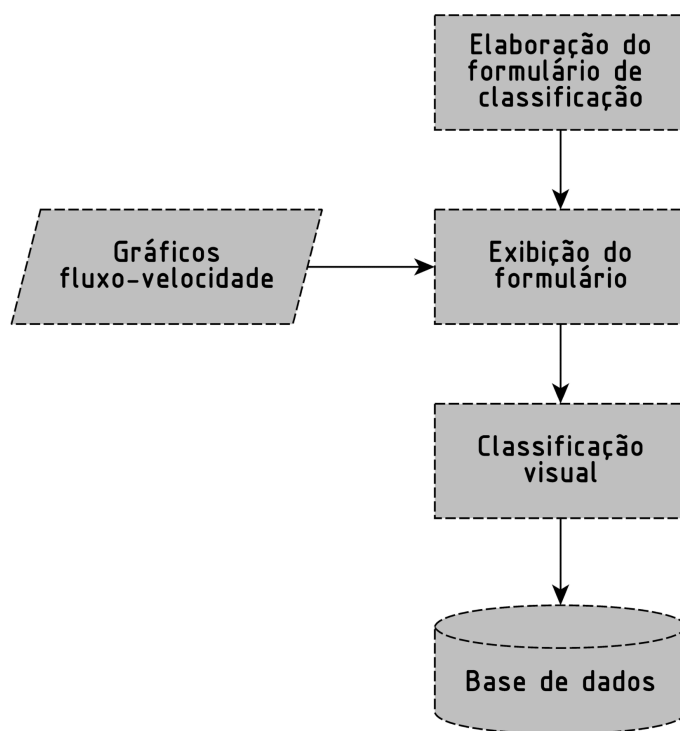 Elaboração do
formulário de
classificação
Gráficos
fluxo-velocidade
Exibição do
formulário
Classificação
visual
Base de dados